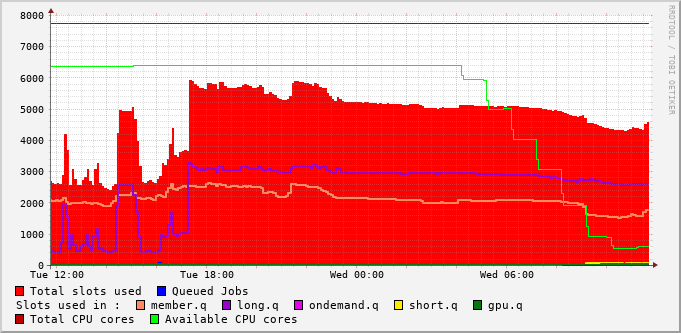 8000
7000
6000
5000
4000
3000
2000
1000
0
Tue 12:00 Tue 18:00 Wed 00:00 Wed 06:00
Total slots used Queued Jobs
Slots used in : member.q long.q ondemand.q short.q gpu.q
Total CPU cores Available CPU cores
RRDTOOL / TOBI OETIKER